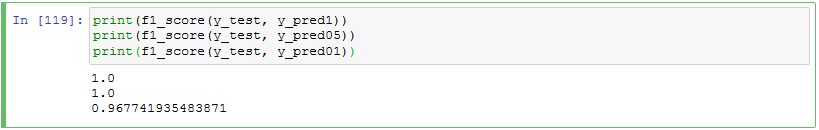 In [119]: print(f1_score(y_test, y_pred1))
print(f1_score(y_test, y_pred05))
print(f1_score(y_test, y_pred01))
1.0
1.0
0.967741935483871